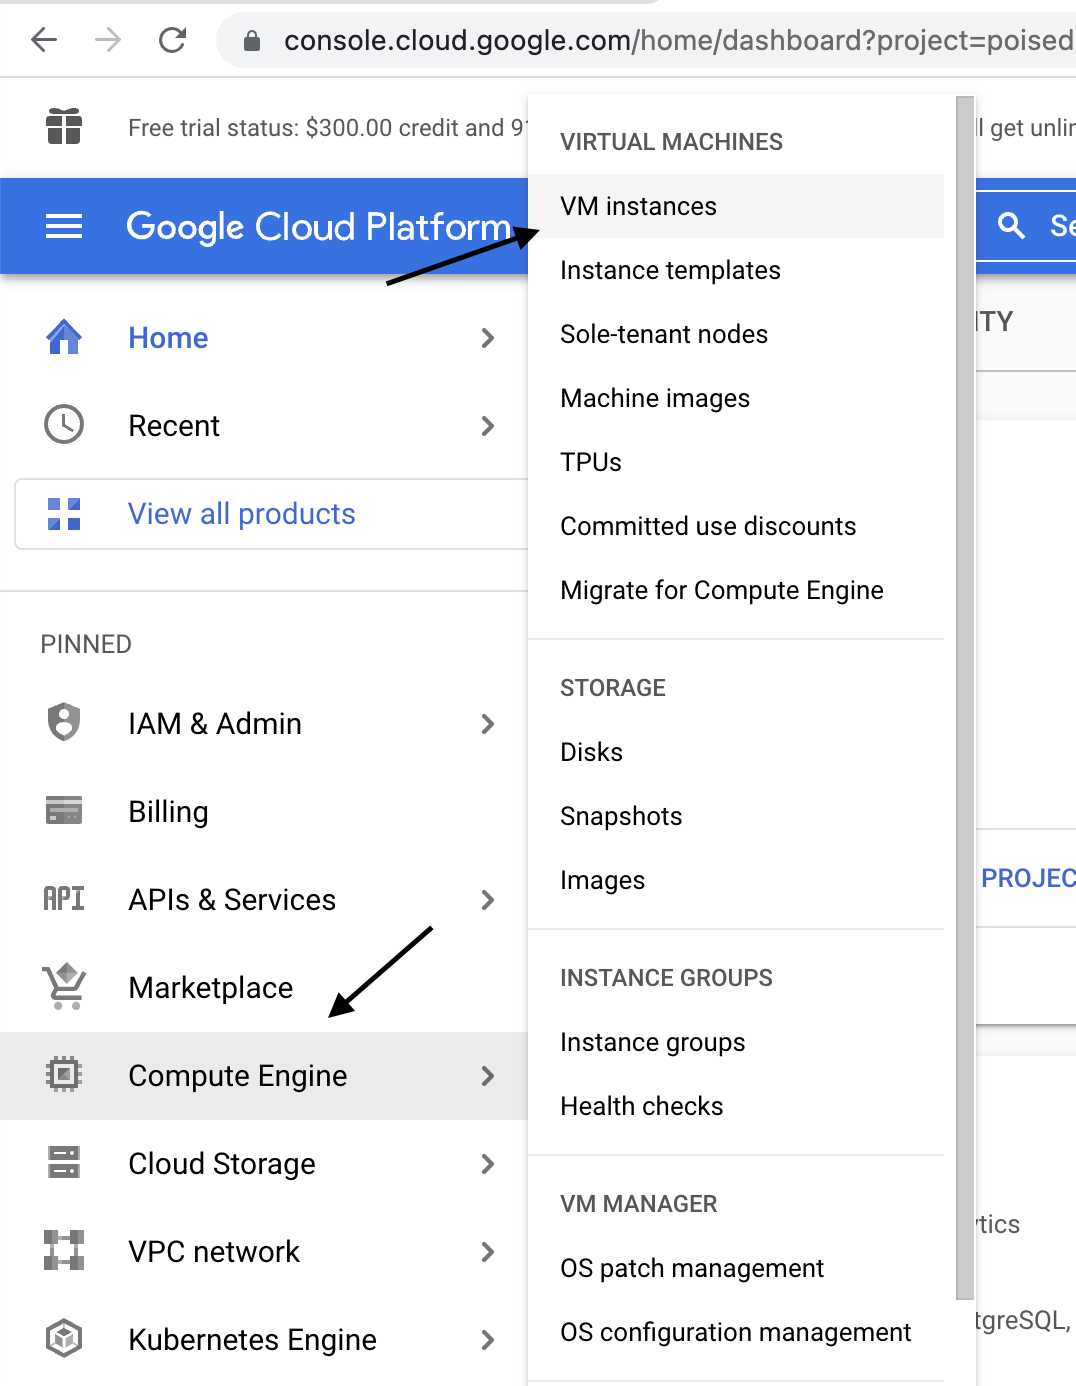 console.cloud.google.com/home/dashboard?project=poised
Free trial status: $300.00 credit and 91
ll get unlin
Google Cloud Platform
Se
Home
Recent
View all products
PINNED
IAM & Admin
Billing
API APIs & Services
Marketplace
Compute Engine
Cloud Storage
VPC network
Kubernetes Engine
VIRTUAL MACHINES
VM instances
Instance templates
Sole-tenant nodes
Machine images
TPUs
Committed use discounts
Migrate for Compute Engine
STORAGE
Disks
Snapshots
Images
INSTANCE GROUPS
Instance groups
Health checks
VM MANAGER
OS patch management
OS configuration management
ITY
PROJEC
tics
tgreSQL,